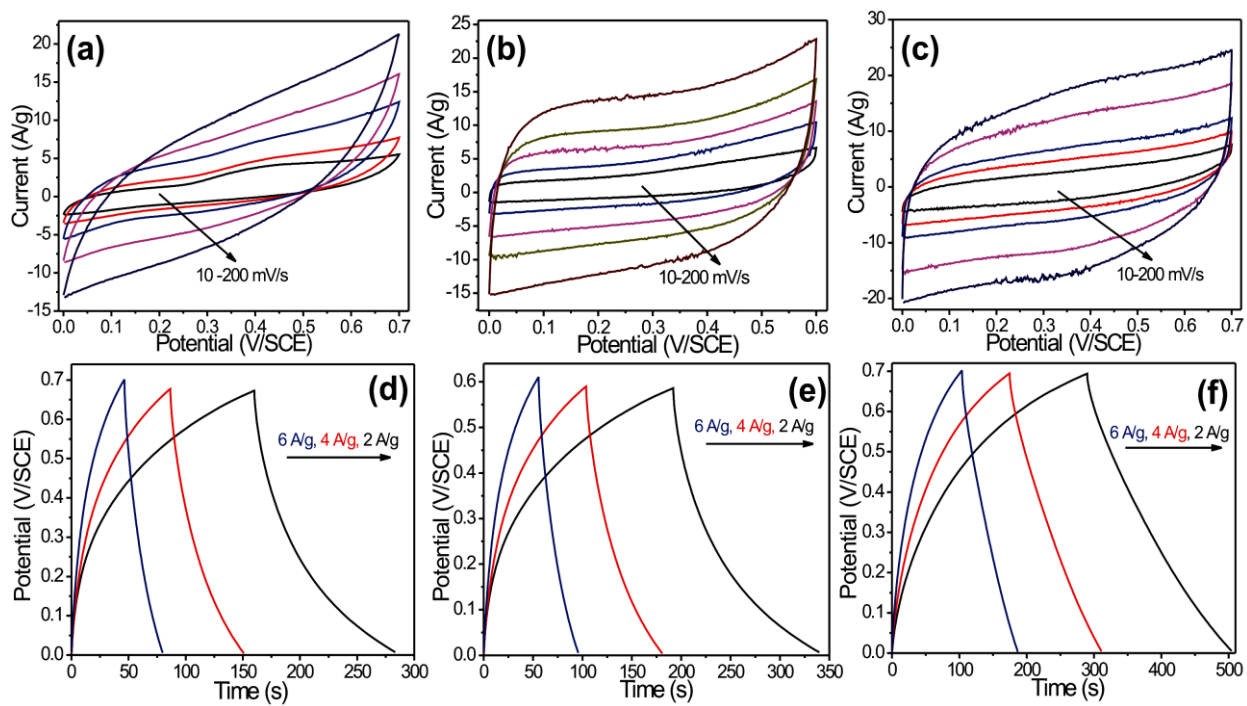 (a)
Current (A/g)
20
15
10
5
0
-5
-10
-15
10 -200 mV/s
0.0 0.1 0.2 0.3 0.4 0.5 0.6 0.7
Potential (V/SCE)
(b)
Current (A/g)
25
20
15
10
5
0
-5
-10
-15
10-200 mV/s
0.0 0.1 0.2 0.3 0.4 0.5 0.6
Potential (V/SCE)
(c)
Current (A/g)
30
20
10
0
-10
-20
10-200 mV/s
0.0 0.1 0.2 0.3 0.4 0.5 0.6 0.7
Potential (V/SCE)
(d)
Potential (V/SCE)
0.7
0.6
0.5
0.4
0.3
0.2
0.1
0.0
6 A/g, 4 A/g, 2 A/g
0 50 100 150 200 250 300
Time (s)
(e)
Potential (V/SCE)
0.6
0.5
0.4
0.3
0.2
0.1
0.0
6 A/g, 4 A/g, 2 A/g
0 50 100 150 200 250 300 350
Time (s)
(f)
Potential (V/SCE)
0.7
0.6
0.5
0.4
0.3
0.2
0.1
0.0
6 A/g, 4 A/g, 2 A/g
0 100 200 300 400 500
Time (s)